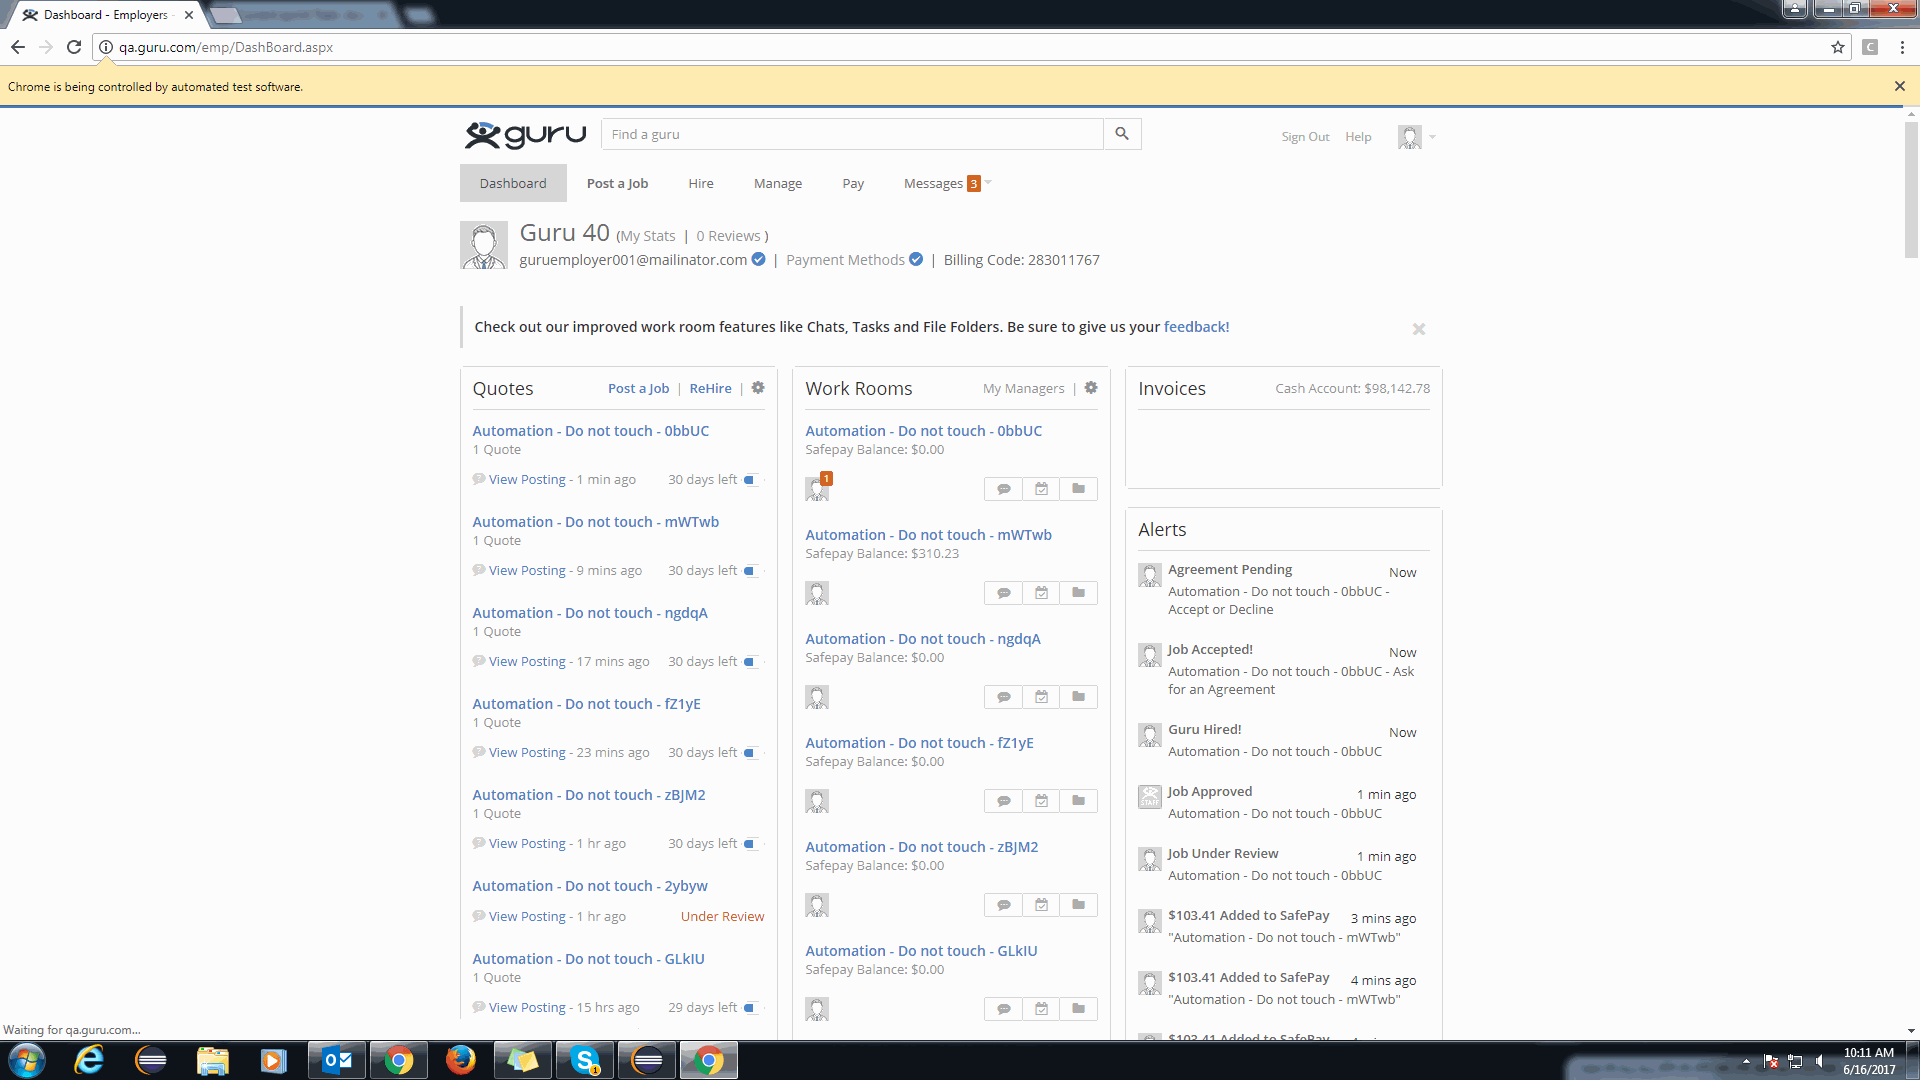 Dashboard - Employers -
qa.guru.com/emp/DashBoard.aspx
C
Chrome is being controlled by automated test software.
guru
Find a guru
Sign Out
Help
Dashboard
Post a Job
Hire
Manage
Pay
Messages 3
Guru 40 (My Stats | 0 Reviews )
guruemployer001@mailinator.com | Payment Methods | Billing Code: 283011767
Check out our improved work room features like Chats, Tasks and File Folders. Be sure to give us your feedback!
Quotes
Post a Job | ReHire |
Automation - Do not touch - 0bbUC
1 Quote
View Posting - 1 min ago
30 days left
Automation - Do not touch - mWTwb
1 Quote
View Posting - 9 mins ago
30 days left
Automation - Do not touch - ngdqA
1 Quote
View Posting - 17 mins ago
30 days left
Automation - Do not touch - fZ1yE
1 Quote
View Posting - 23 mins ago
30 days left
Automation - Do not touch - zBJM2
1 Quote
View Posting - 1 hr ago
30 days left
Automation - Do not touch - 2ybyw
View Posting - 1 hr ago
Under Review
Automation - Do not touch - GLkIU
1 Quote
View Posting - 15 hrs ago
29 days left
Work Rooms
My Managers |
Automation - Do not touch - 0bbUC
Safepay Balance: $0.00
1
Automation - Do not touch - mWTwb
Safepay Balance: $310.23
Automation - Do not touch - ngdqA
Safepay Balance: $0.00
Automation - Do not touch - fZ1yE
Safepay Balance: $0.00
Automation - Do not touch - zBJM2
Safepay Balance: $0.00
Automation - Do not touch - GLkIU
Safepay Balance: $0.00
Invoices
Cash Account: $98,142.78
Alerts
Agreement Pending
Now
Automation - Do not touch - 0bbUC -
Accept or Decline
Job Accepted!
Now
Automation - Do not touch - 0bbUC - Ask
for an Agreement
Guru Hired!
Now
Automation - Do not touch - 0bbUC
STAFF
Job Approved
1 min ago
Automation - Do not touch - 0bbUC
Job Under Review
1 min ago
Automation - Do not touch - 0bbUC
$103.41 Added to SafePay
3 mins ago
"Automation - Do not touch - mWTwb"
$103.41 Added to SafePay
4 mins ago
"Automation - Do not touch - mWTwb"
$103.41 Added to SafePay
Waiting for qa.guru.com...
1
10:11 AM
6/16/2017